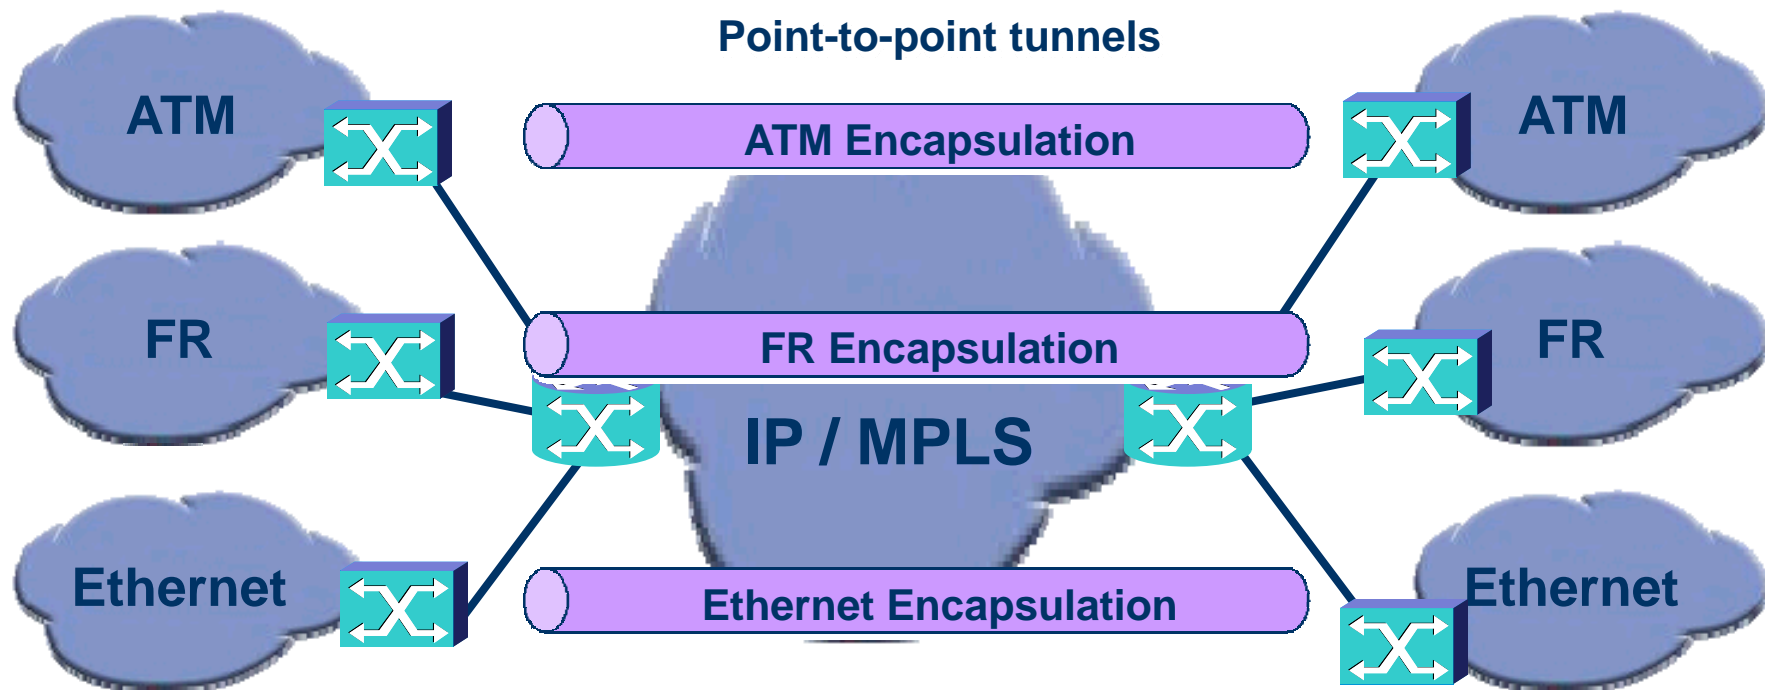 Point-to-point tunnels
ATM
ATM Encapsulation
ATM
FR
FR Encapsulation
FR
IP / MPLS
Ethernet
Ethernet Encapsulation
Ethernet